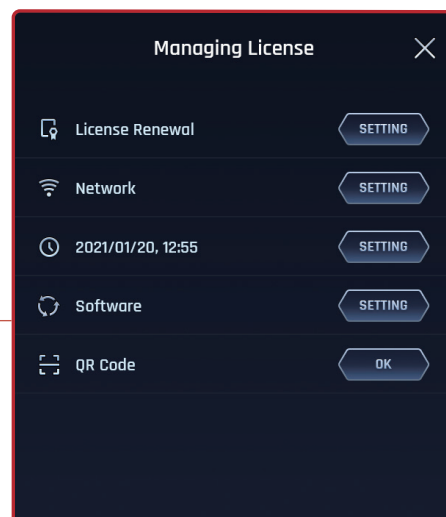 Managing License
License Renewal SETTING
Network SETTING
2021/01/20, 12:55 SETTING
Software SETTING
QR Code OK